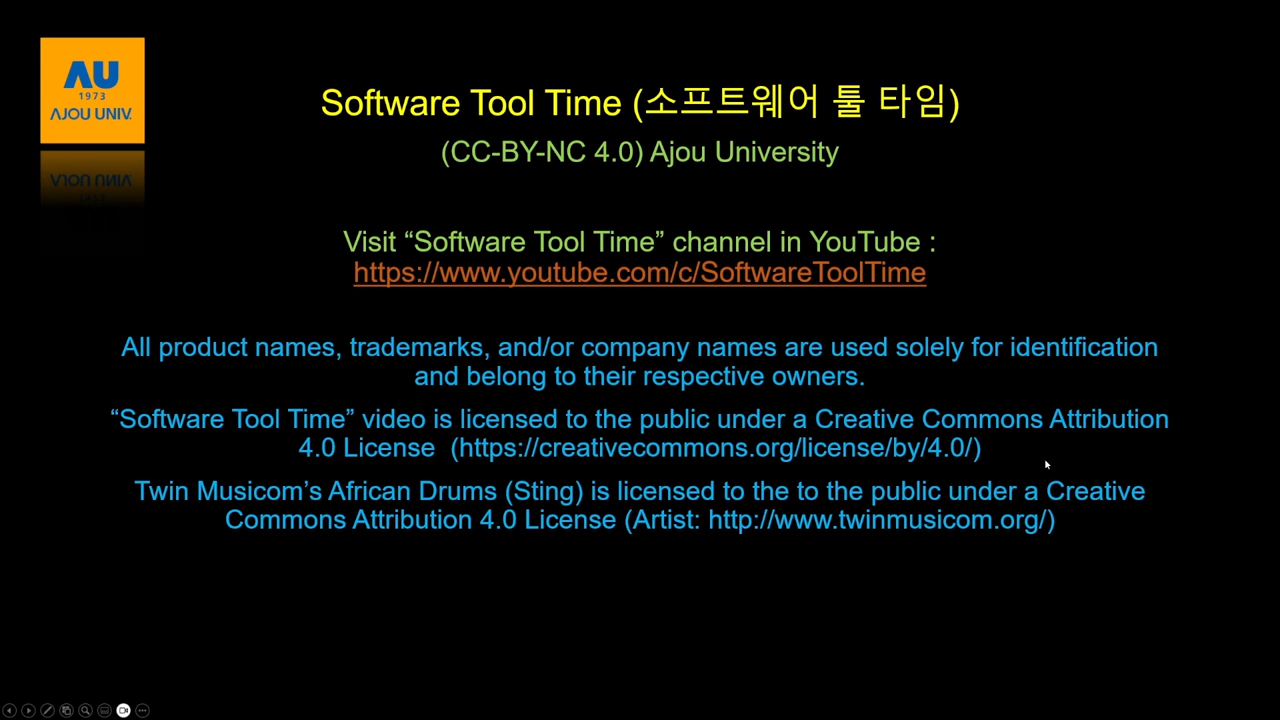 AU
1973
AJOU UNIV.
Software Tool Time (소프트웨어 툴 타임)
(CC-BY-NC 4.0) Ajou University
Visit “Software Tool Time” channel in YouTube :
https://www.youtube.com/c/SoftwareToolTime
All product names, trademarks, and/or company names are used solely for identification
and belong to their respective owners.
“Software Tool Time” video is licensed to the public under a Creative Commons Attribution
4.0 License (https://creativecommons.org/license/by/4.0/)
Twin Musicom’s African Drums (Sting) is licensed to the to the public under a Creative
Commons Attribution 4.0 License (Artist: http://www.twinmusicom.org/)